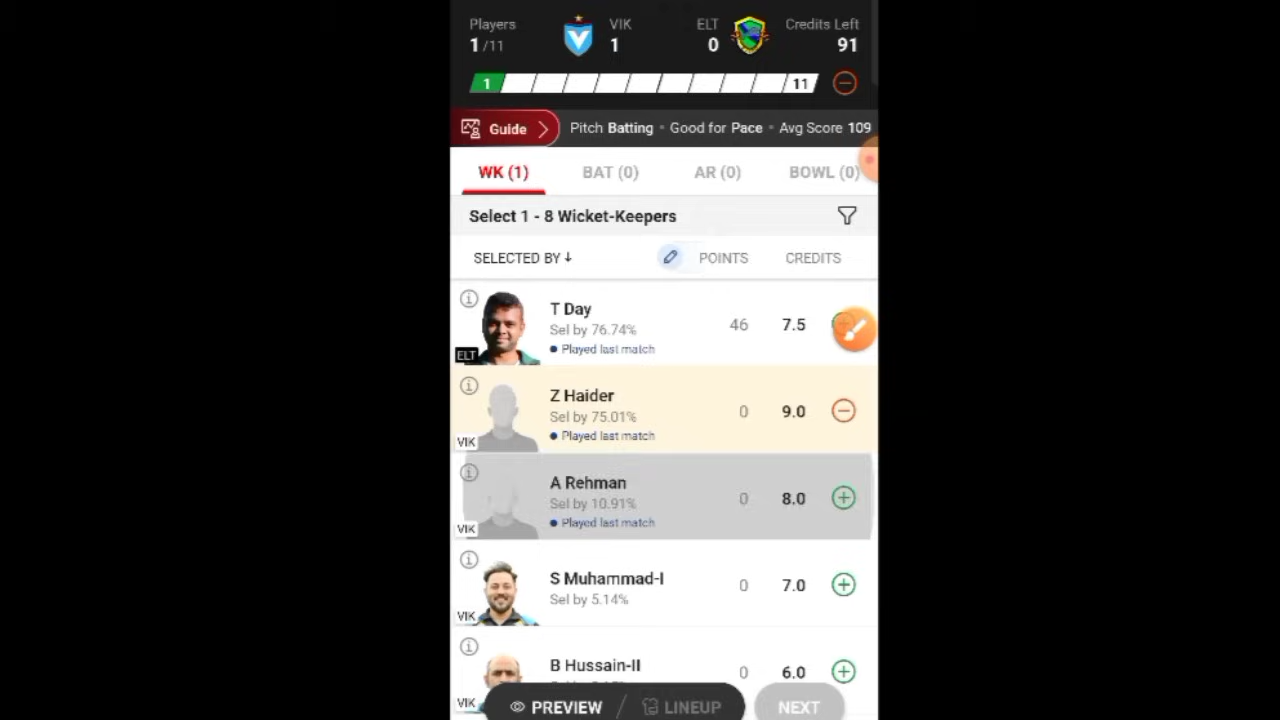 Players VIK ELT Credits Left
1/11 1 0 91
1 11
Guide Pitch Batting • Good for Pace • Avg Score 109
WK (1) BAT (0) AR (0) BOWL (0)
Select 1 - 8 Wicket-Keepers
SELECTED BY↓ POINTS CREDITS
T Day
Sel by 76.74% 46 7.5
ELT • Played last match
Z Haider
Sel by 75.01% 0 9.0
VIK • Played last match
A Rehman
Sel by 10.91% 0 8.0
VIK • Played last match
S Muhammad-I
Sel by 5.14% 0 7.0
VIK
B Hussain-II
0 6.0
VIK PREVIEW / LINEUP NEXT